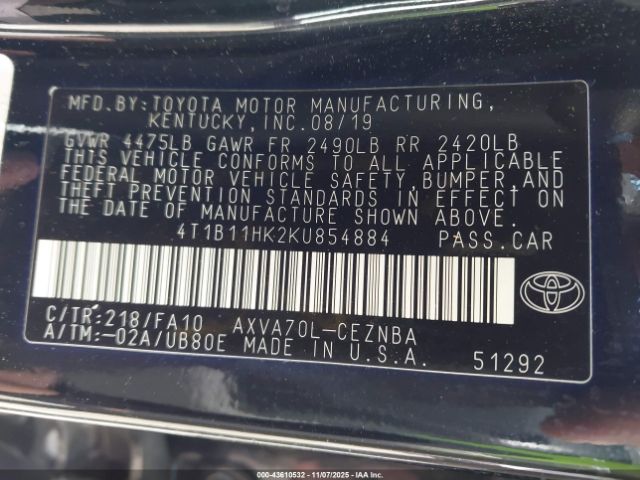 MFD.BY:TOYOTA MOTOR MANUFACTURING,
KENTUCKY,INC.08/19
GVWR 4475LB GAWR FR 2490LB RR 2420LB
THIS VEHICLE CONFORMS TO ALL APPLICABLE
FEDERAL MOTOR VEHICLE SAFETY,BUMPER,AND
THEFT PREVENTION STANDARDS IN EFFECT ON
THE DATE OF MANUFACTURE SHOWN ABOVE.
4T1B11HK2KU854884 PASS.CAR
C/TR:218/FA10 AXVA70L-CEZNBA
A/TM:-02A/UB80E MADE IN U.S.A. 51292
000-43610532 - 11/07/2025 - IAAI.COM